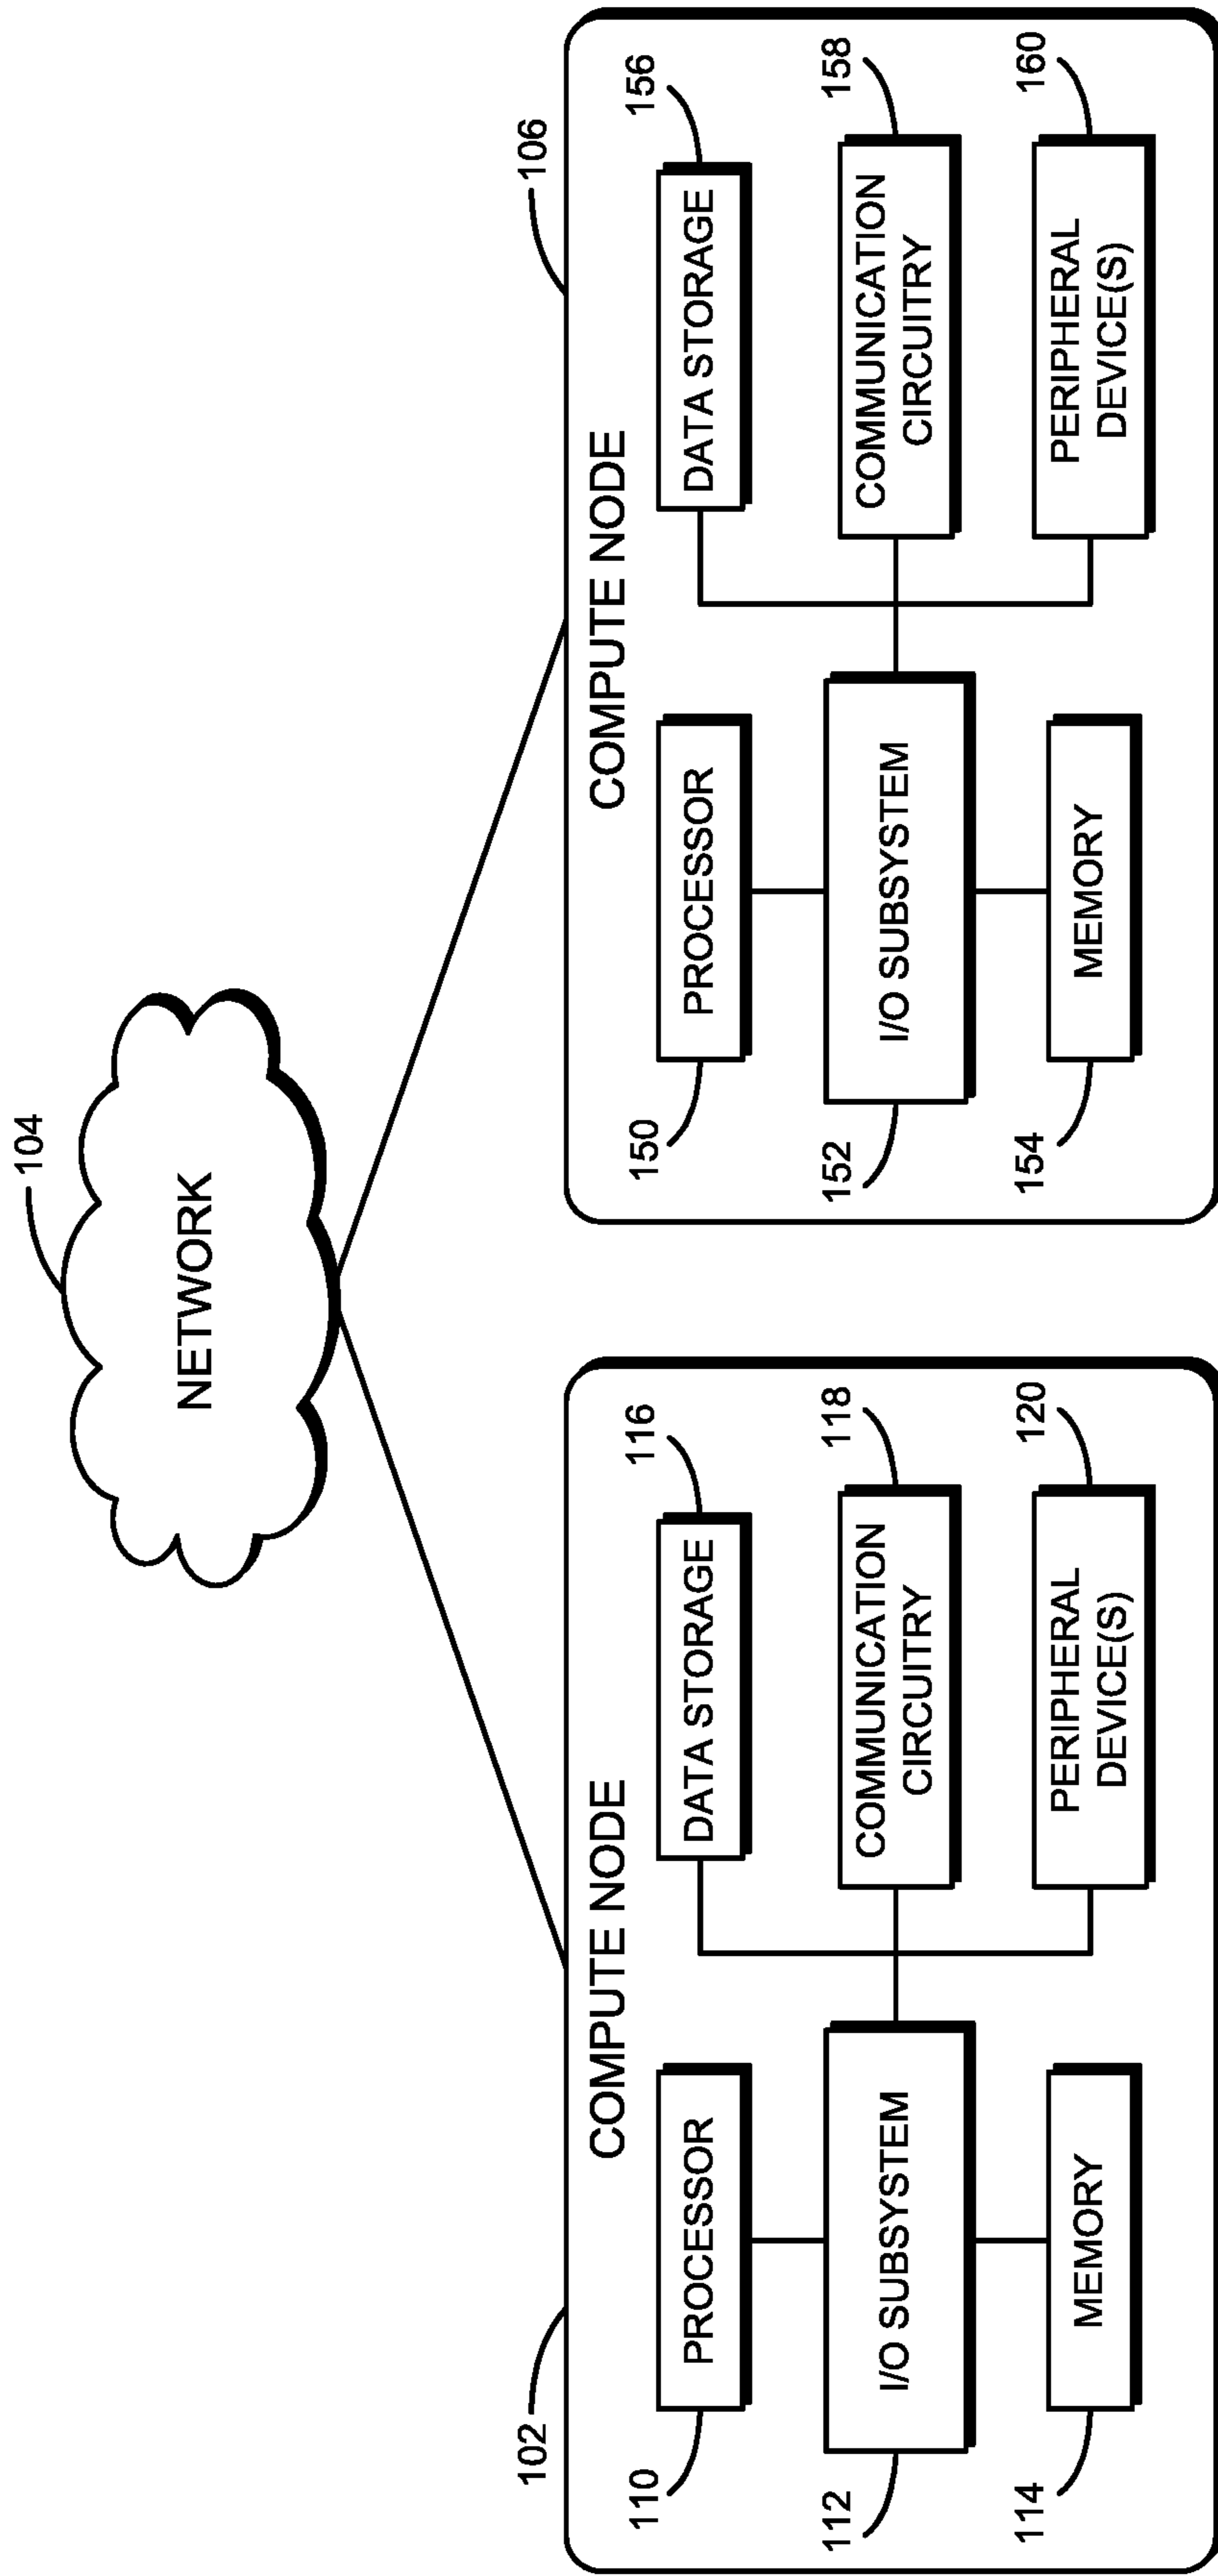 104
NETWORK
102
COMPUTE NODE
110
PROCESSOR
DATA STORAGE
116
112
I/O SUBSYSTEM
COMMUNICATION
CIRCUITRY
118
114
MEMORY
PERIPHERAL
DEVICE(S)
120
106
COMPUTE NODE
150
PROCESSOR
DATA STORAGE
156
152
I/O SUBSYSTEM
COMMUNICATION
CIRCUITRY
158
154
MEMORY
PERIPHERAL
DEVICE(S)
160